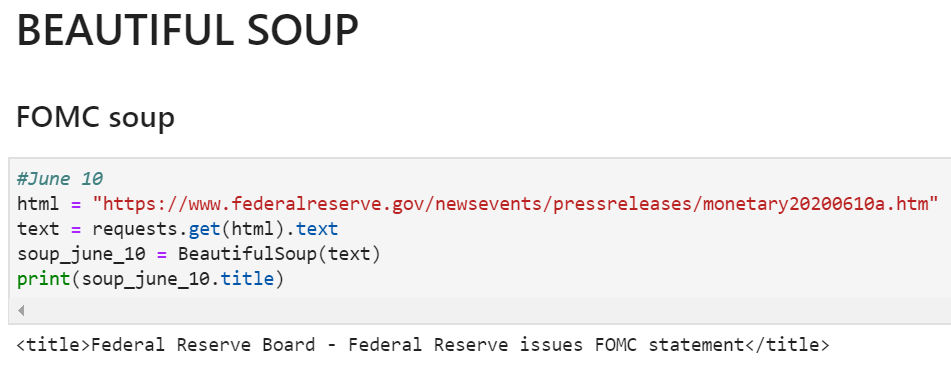 BEAUTIFUL SOUP
FOMC soup
#June 10
html = "https://www.federalreserve.gov/newsevents/pressreleases/monetary20200610a.htm"
text = requests.get(html).text
soup_june_10 = BeautifulSoup(text)
print(soup_june_10.title)
<title>Federal Reserve Board - Federal Reserve issues FOMC statement</title>